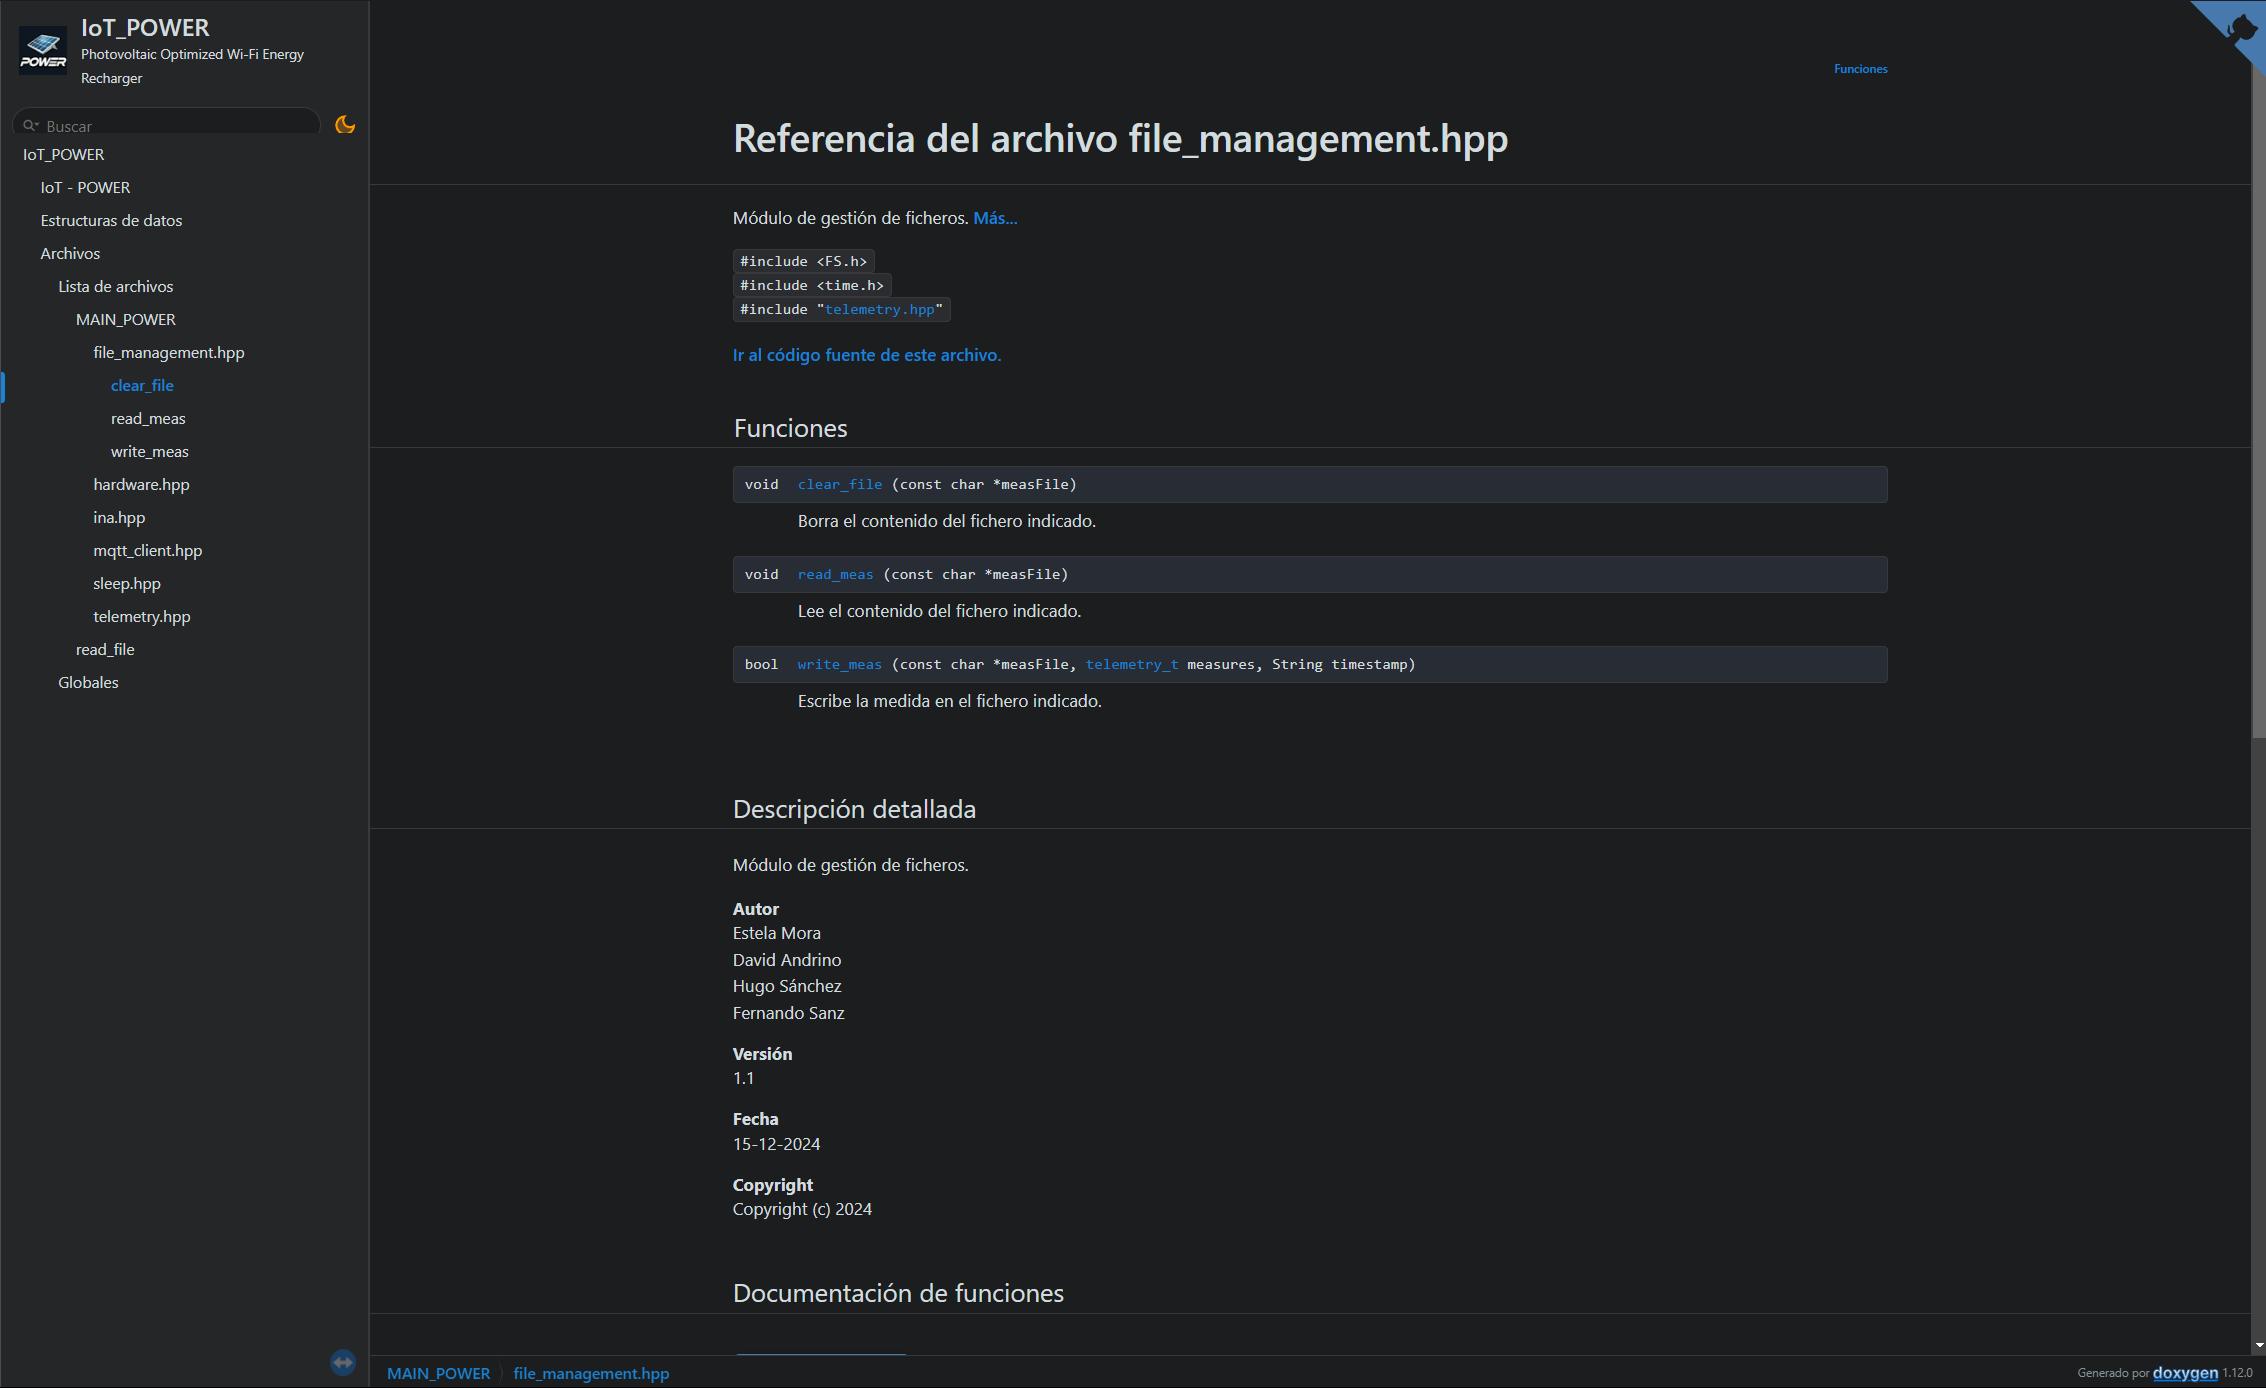 IoT_POWER
Photovoltaic Optimized Wi-Fi Energy
Recharger
POWER
Buscar
IoT_POWER
IoT - POWER
Estructuras de datos
Archivos
Lista de archivos
MAIN_POWER
file_management.hpp
clear_file
read_meas
write_meas
hardware.hpp
ina.hpp
mqtt_client.hpp
sleep.hpp
telemetry.hpp
read_file
Globales
Funciones
Referencia del archivo file_management.hpp
Módulo de gestión de ficheros. Más...
#include <FS.h>
#include <time.h>
#include "telemetry.hpp"
Ir al código fuente de este archivo.
Funciones
void clear_file (const char *measFile)
Borra el contenido del fichero indicado.
void read_meas (const char *measFile)
Lee el contenido del fichero indicado.
bool write_meas (const char *measFile, telemetry_t measures, String timestamp)
Escribe la medida en el fichero indicado.
Descripción detallada
Módulo de gestión de ficheros.
Autor
Estela Mora
David Andrino
Hugo Sánchez
Fernando Sanz
Versión
1.1
Fecha
15-12-2024
Copyright
Copyright (c) 2024
Documentación de funciones
MAIN_POWER file_management.hpp
Generado por doxygen 1.12.0